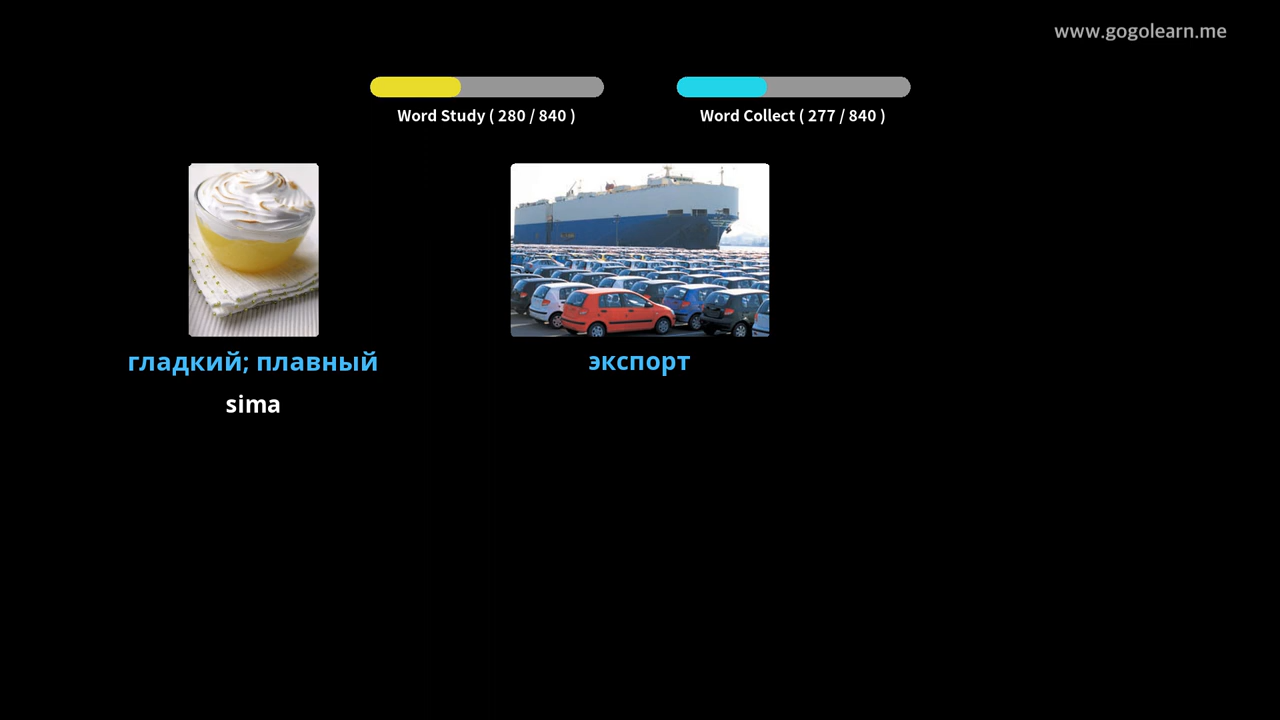 www.gogolearn.me
Word Study ( 280 / 840 )
Word Collect ( 277 / 840 )
гладкий; плавный
экспорт
sima